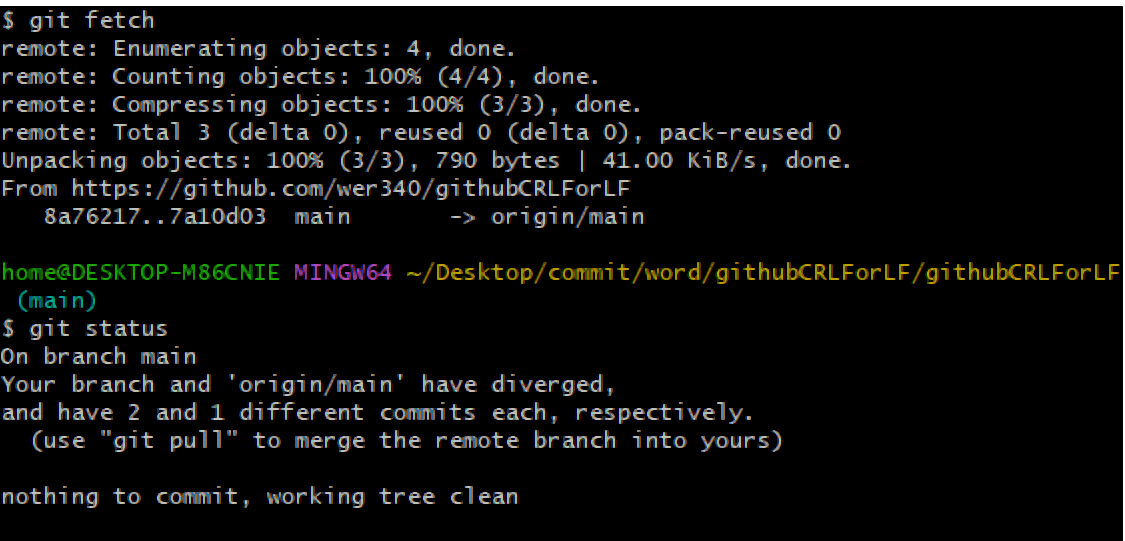 $ git fetch
remote: Enumerating objects: 4, done.
remote: Counting objects: 100% (4/4), done.
remote: Compressing objects: 100% (3/3), done.
remote: Total 3 (delta 0), reused 0 (delta 0), pack-reused 0
Unpacking objects: 100% (3/3), 790 bytes | 41.00 KiB/s, done.
From https://github.com/wer340/githubCRLForLF
   8a76217..7a10d03  main       -> origin/main
home@DESKTOP-M86CNIE MINGW64 ~/Desktop/commit/word/githubCRLForLF/githubCRLForLF
 (main)
$ git status
On branch main
Your branch and 'origin/main' have diverged,
and have 2 and 1 different commits each, respectively.
  (use "git pull" to merge the remote branch into yours)
nothing to commit, working tree clean